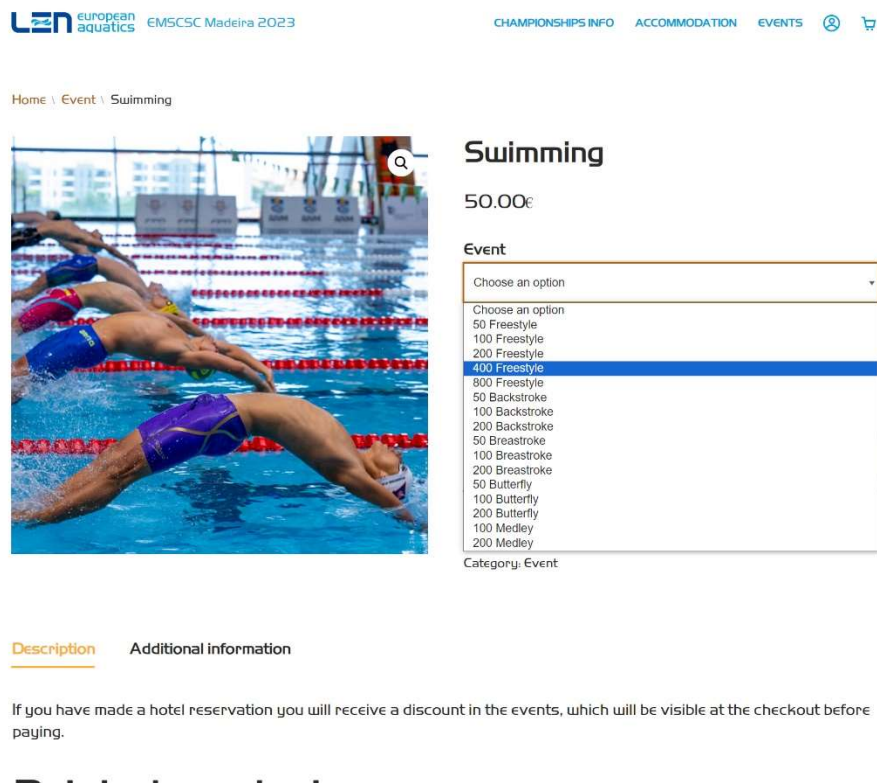 LEN european aquatics EMSCSC Madeira 2023
CHAMPIONSHIPS INFO ACCOMMODATION EVENTS
Home \ Event \ Swimming
Swimming
50.00€
Event
Choose an option
Choose an option
50 Freestyle
100 Freestyle
200 Freestyle
400 Freestyle
800 Freestyle
50 Backstroke
100 Backstroke
200 Backstroke
50 Breastroke
100 Breastroke
200 Breastroke
50 Butterfly
100 Butterfly
200 Butterfly
100 Medley
200 Medley
Category: Event
Description Additional information
If you have made a hotel reservation you will receive a discount in the events, which will be visible at the checkout before
paying.